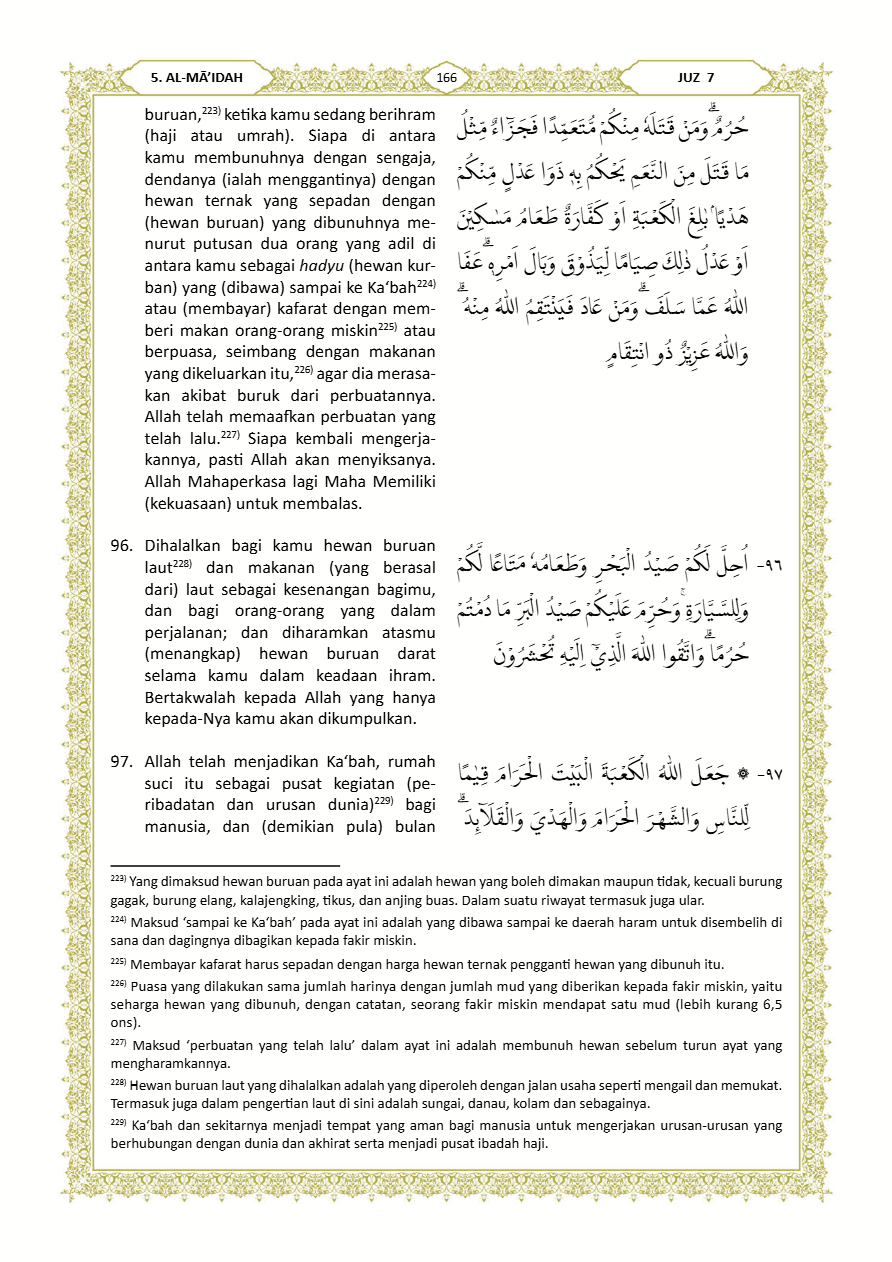 5. AL-MĀ’IDAH
166
JUZ 7
buruan,²²³⁾ ketika kamu sedang berihram
(haji atau umrah). Siapa di antara
kamu membunuhnya dengan sengaja,
dendanya (ialah menggantinya) dengan
hewan ternak yang sepadan dengan
(hewan buruan) yang dibunuhnya me-
nurut putusan dua orang yang adil di
antara kamu sebagai hadyu (hewan kur-
ban) yang (dibawa) sampai ke Ka‘bah²²⁴⁾
atau (membayar) kafarat dengan mem-
beri makan orang-orang miskin²²⁵⁾ atau
berpuasa, seimbang dengan makanan
yang dikeluarkan itu,²²⁶⁾ agar dia merasa-
kan akibat buruk dari perbuatannya.
Allah telah memaafkan perbuatan yang
telah lalu.²²⁷⁾ Siapa kembali mengerja-
kannya, pasti Allah akan menyiksanya.
Allah Mahaperkasa lagi Maha Memiliki
(kekuasaan) untuk membalas.
حُرُمٌ ۗوَمَنْ قَتَلَهٗ مِنْكُمْ مُّتَعَمِّدًا فَجَزَاۤءٌ مِّثْلُ
مَا قَتَلَ مِنَ النَّعَمِ يَحْكُمُ بِهٖ ذَوَا عَدْلٍ مِّنْكُمْ
هَدْيًاۢ بٰلِغَ الْكَعْبَةِ اَوْ كَفَّارَةٌ طَعَامُ مَسٰكِيْنَ
اَوْ عَدْلُ ذٰلِكَ صِيَامًا لِّيَذُوْقَ وَبَالَ اَمْرِهٖ ۗعَفَا
اللّٰهُ عَمَّا سَلَفَ ۗوَمَنْ عَادَ فَيَنْتَقِمُ اللّٰهُ مِنْهُ ۗ
وَاللّٰهُ عَزِيْزٌ ذُو انْتِقَامٍ
96. Dihalalkan bagi kamu hewan buruan
laut²²⁸⁾ dan makanan (yang berasal
dari) laut sebagai kesenangan bagimu,
dan bagi orang-orang yang dalam
perjalanan; dan diharamkan atasmu
(menangkap) hewan buruan darat
selama kamu dalam keadaan ihram.
Bertakwalah kepada Allah yang hanya
kepada-Nya kamu akan dikumpulkan.
٩٦- اُحِلَّ لَكُمْ صَيْدُ الْبَحْرِ وَطَعَامُهٗ مَتَاعًا لَّكُمْ
وَلِلسَّيَّارَةِ ۚوَحُرِّمَ عَلَيْكُمْ صَيْدُ الْبَرِّ مَا دُمْتُمْ
حُرُمًا ۗوَاتَّقُوا اللّٰهَ الَّذِيْٓ اِلَيْهِ تُحْشَرُوْنَ
97. Allah telah menjadikan Ka‘bah, rumah
suci itu sebagai pusat kegiatan (pe-
ribadatan dan urusan dunia)²²⁹⁾ bagi
manusia, dan (demikian pula) bulan
٩٧- ۞ جَعَلَ اللّٰهُ الْكَعْبَةَ الْبَيْتَ الْحَرَامَ قِيٰمًا
لِّلنَّاسِ وَالشَّهْرَ الْحَرَامَ وَالْهَدْيَ وَالْقَلَاۤىِٕدَ ۗ
²²³⁾ Yang dimaksud hewan buruan pada ayat ini adalah hewan yang boleh dimakan maupun tidak, kecuali burung
gagak, burung elang, kalajengking, tikus, dan anjing buas. Dalam suatu riwayat termasuk juga ular.
²²⁴⁾ Maksud ‘sampai ke Ka‘bah’ pada ayat ini adalah yang dibawa sampai ke daerah haram untuk disembelih di
sana dan dagingnya dibagikan kepada fakir miskin.
²²⁵⁾ Membayar kafarat harus sepadan dengan harga hewan ternak pengganti hewan yang dibunuh itu.
²²⁶⁾ Puasa yang dilakukan sama jumlah harinya dengan jumlah mud yang diberikan kepada fakir miskin, yaitu
seharga hewan yang dibunuh, dengan catatan, seorang fakir miskin mendapat satu mud (lebih kurang 6,5
ons).
²²⁷⁾ Maksud ‘perbuatan yang telah lalu’ dalam ayat ini adalah membunuh hewan sebelum turun ayat yang
mengharamkannya.
²²⁸⁾ Hewan buruan laut yang dihalalkan adalah yang diperoleh dengan jalan usaha seperti mengail dan memukat.
Termasuk juga dalam pengertian laut di sini adalah sungai, danau, kolam dan sebagainya.
²²⁹⁾ Ka‘bah dan sekitarnya menjadi tempat yang aman bagi manusia untuk mengerjakan urusan-urusan yang
berhubungan dengan dunia dan akhirat serta menjadi pusat ibadah haji.